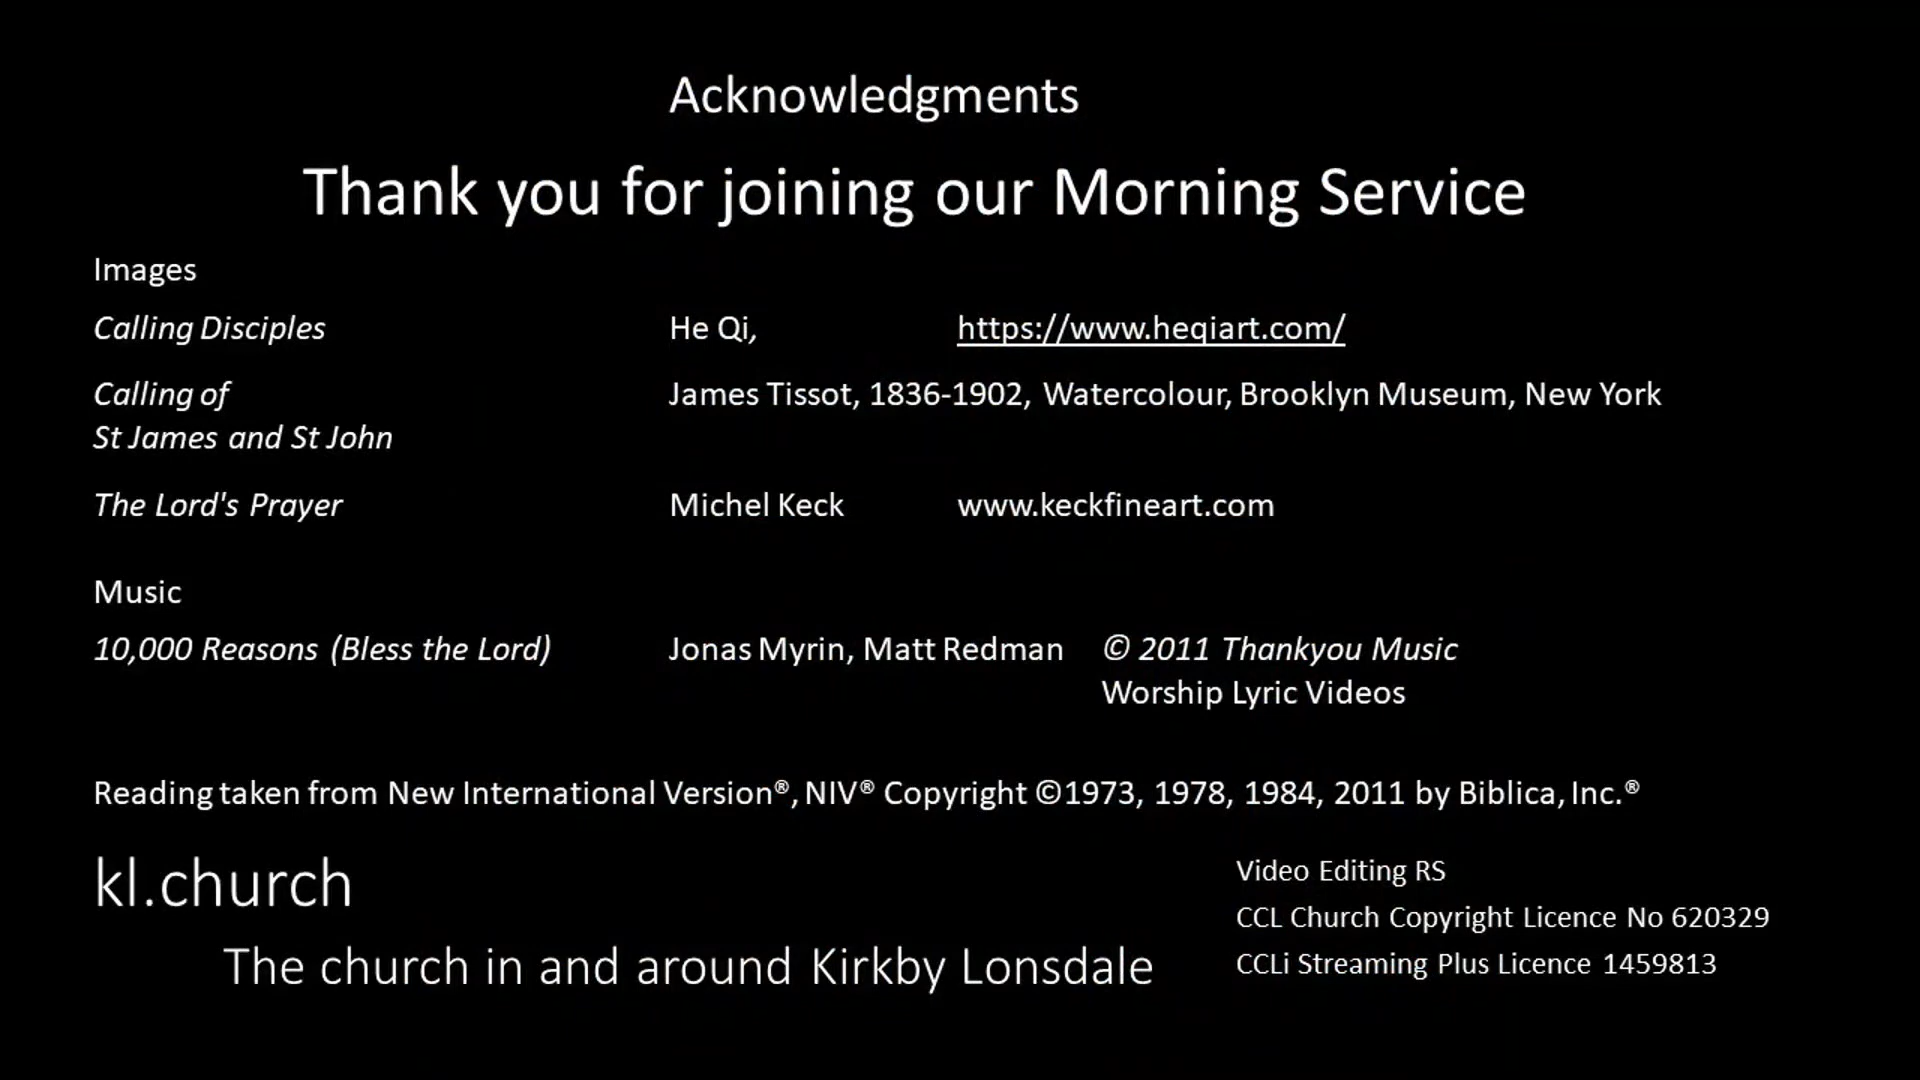 Acknowledgments
Thank you for joining our Morning Service
Images
Calling Disciples He Qi, https://www.heqiart.com/
Calling of James Tissot, 1836-1902, Watercolour, Brooklyn Museum, New York
St James and St John
The Lord's Prayer Michel Keck www.keckfineart.com
Music
10,000 Reasons (Bless the Lord) Jonas Myrin, Matt Redman © 2011 Thankyou Music
Worship Lyric Videos
Reading taken from New International Version®, NIV® Copyright ©1973, 1978, 1984, 2011 by Biblica, Inc.®
kl.church
The church in and around Kirkby Lonsdale
Video Editing RS
CCL Church Copyright Licence No 620329
CCLi Streaming Plus Licence 1459813